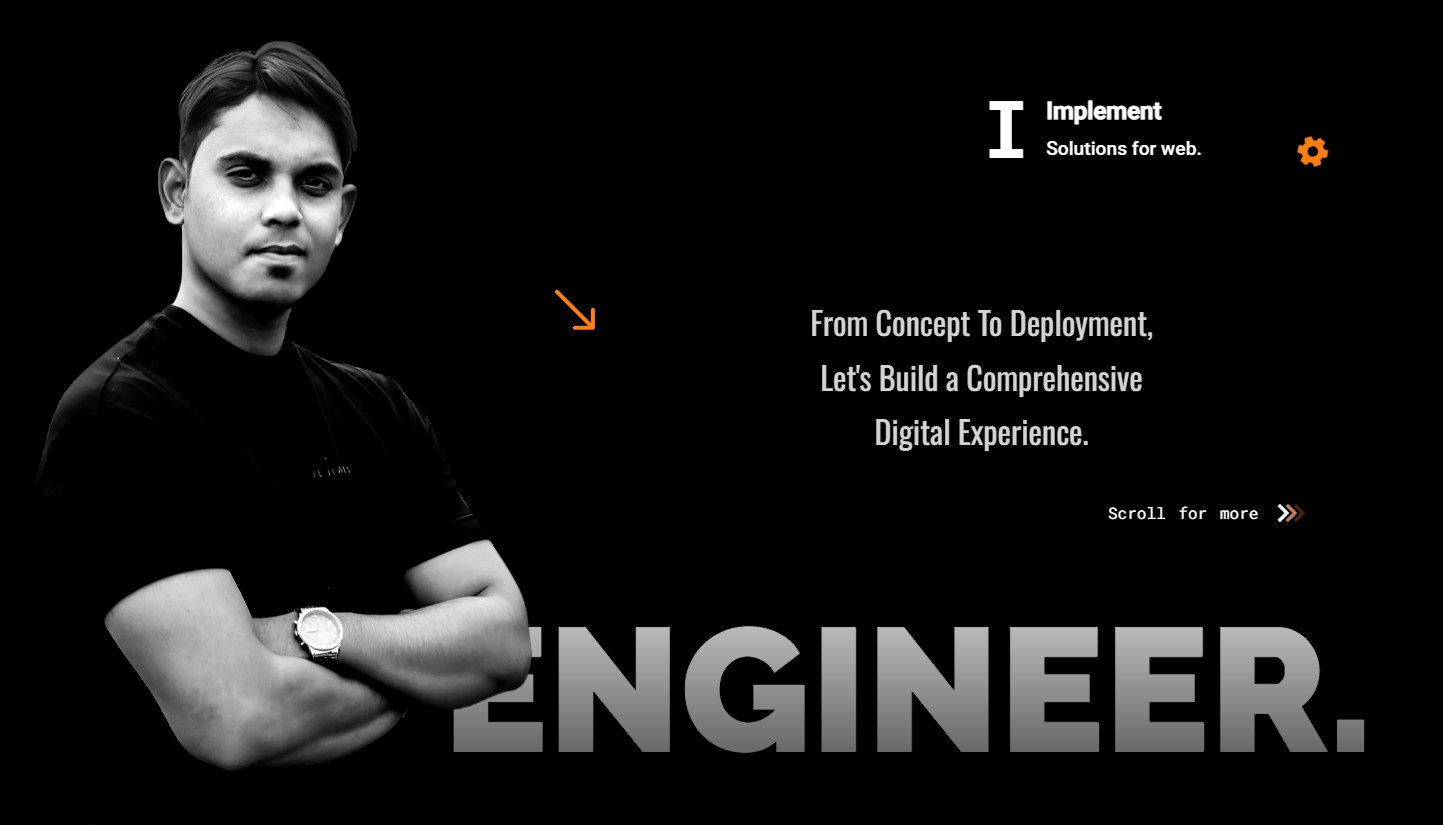 I
Implement
Solutions for web.
From Concept To Deployment,
Let's Build a Comprehensive
Digital Experience.
Scroll for more
ENGINEER.